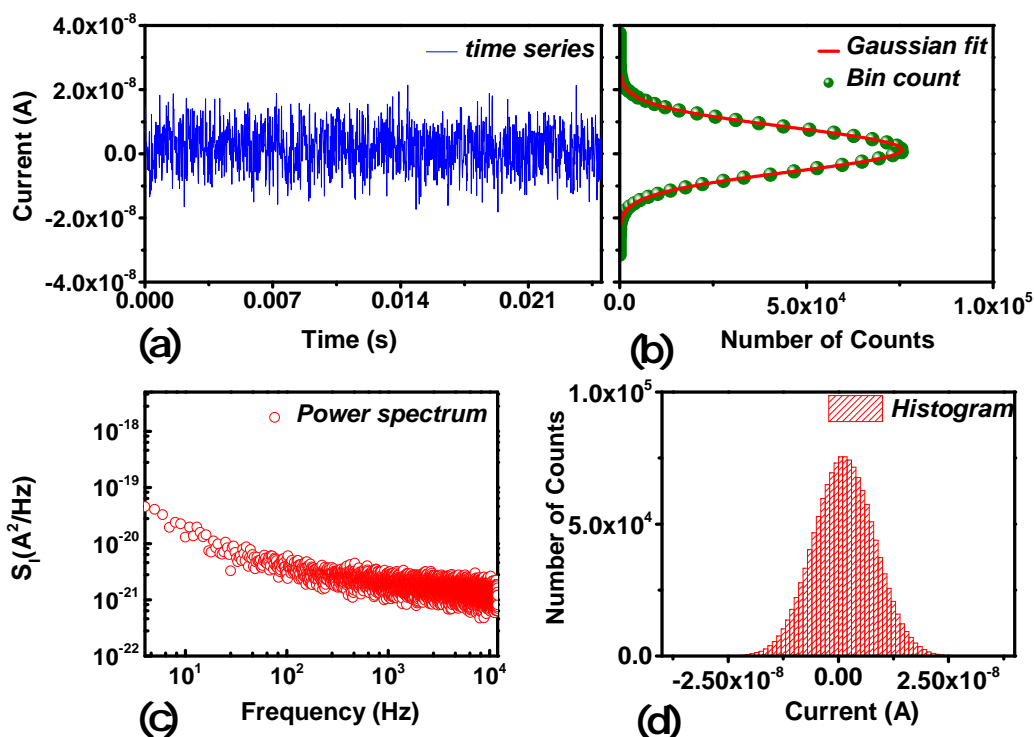 4.0x10⁻⁸
2.0x10⁻⁸
0.0
-2.0x10⁻⁸
-4.0x10⁻⁸
Current (A)
time series
0.000 0.007 0.014 0.021
Time (s)
(a)
Gaussian fit
Bin count
0.0 5.0x10⁴ 1.0x10⁵
Number of Counts
(b)
10⁻¹⁸
10⁻¹⁹
10⁻²⁰
10⁻²¹
10⁻²²
S_I(A²/Hz)
Power spectrum
10¹ 10² 10³ 10⁴
Frequency (Hz)
(c)
1.0x10⁵
5.0x10⁴
0.0
Number of Counts
Histogram
-2.50x10⁻⁸ 0.00 2.50x10⁻⁸
Current (A)
(d)